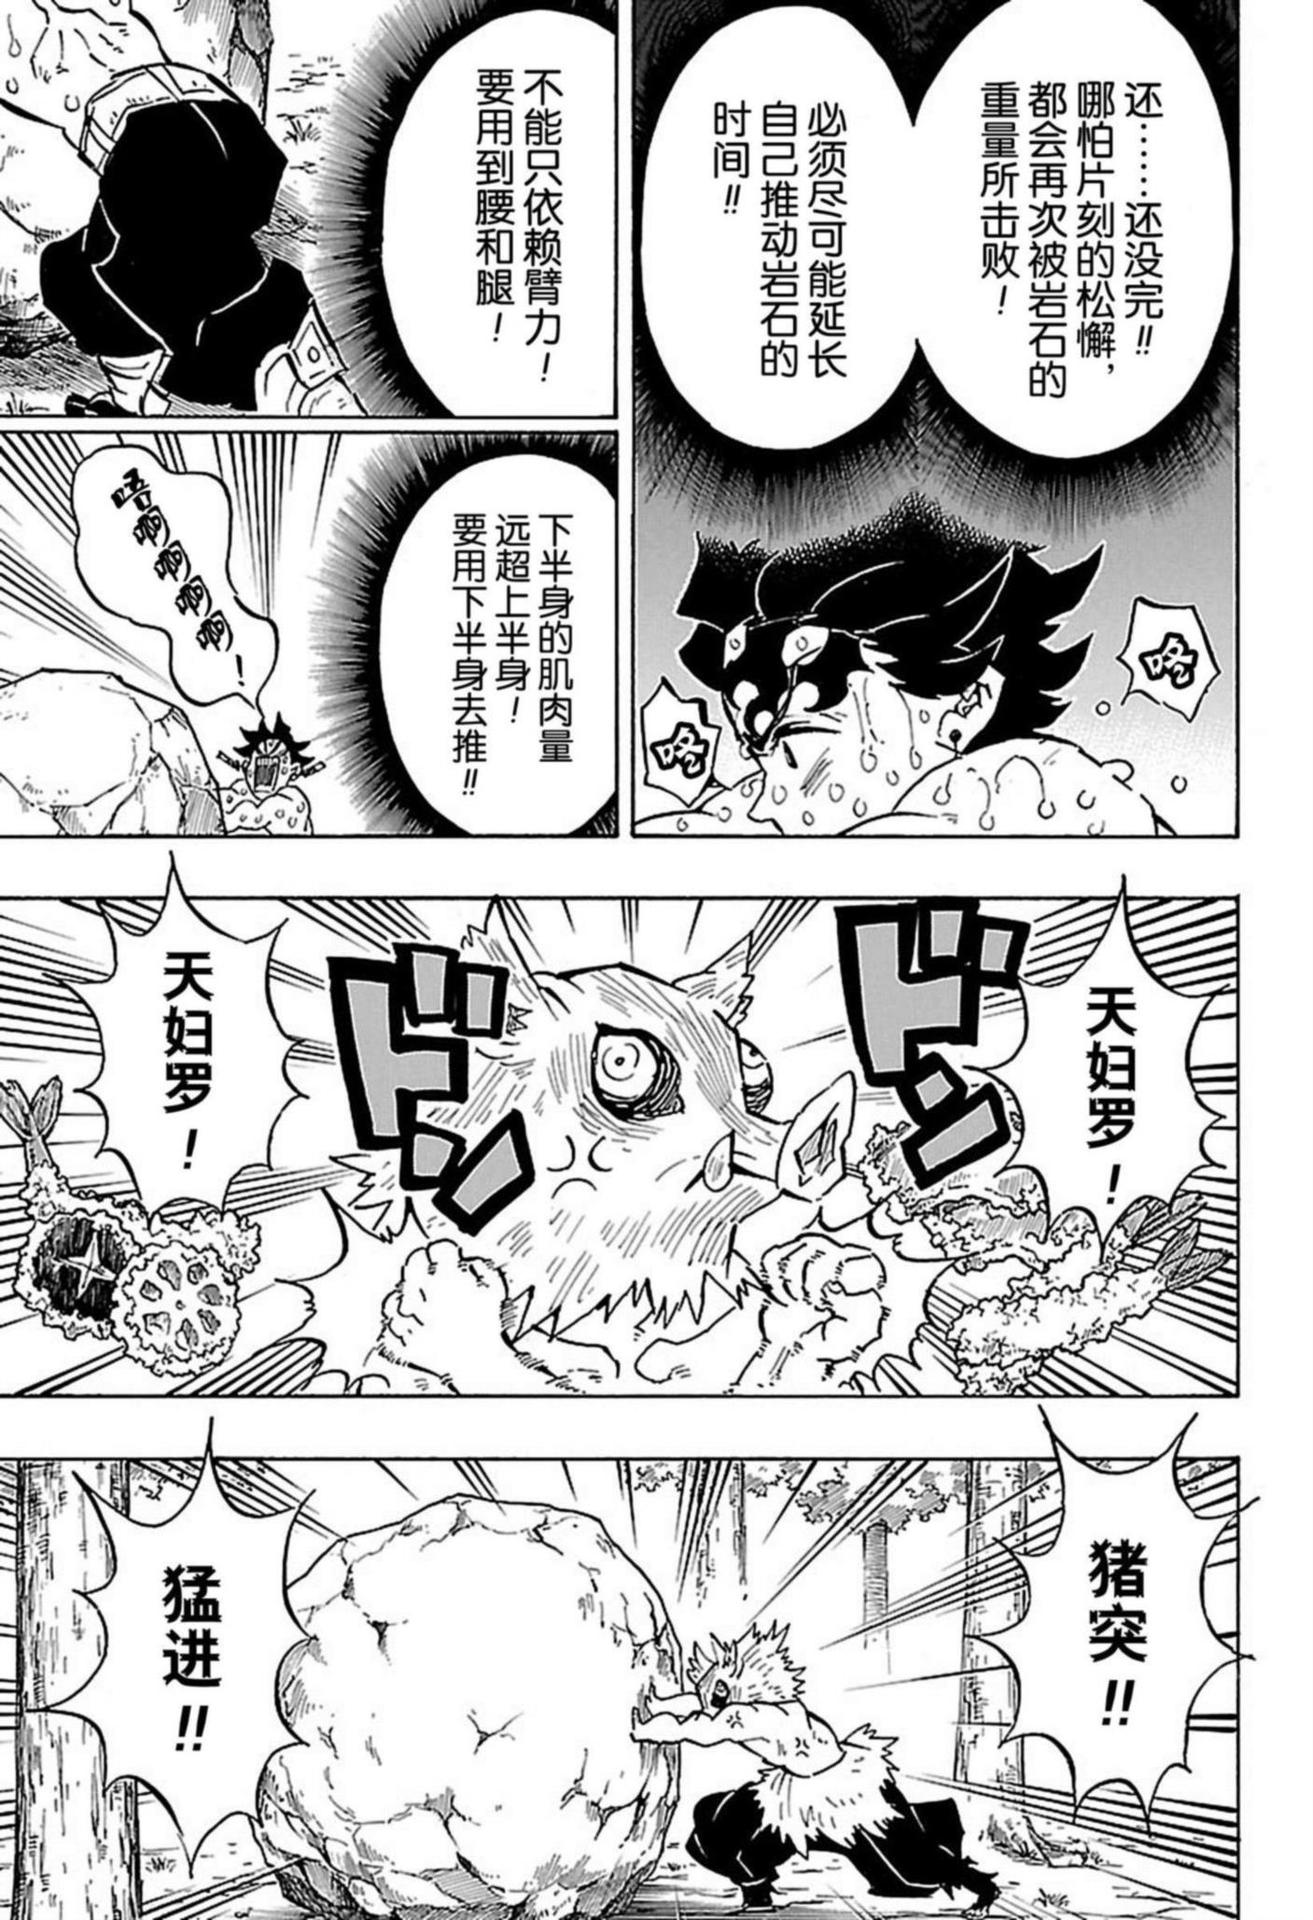 还……还没完!!
哪怕片刻的松懈，
都会再次被岩石的
重量所击败！
必须尽可能延长
自己推动岩石的
时间!!
咚
咚
不能只依赖臂力！
要用到腰和腿！
下半身的肌肉量
远超上半身！
要用下半身去推!!
唔啊啊啊啊！
天妇罗！
ドン
ドン
天妇罗！
猪突!!
猛进!!